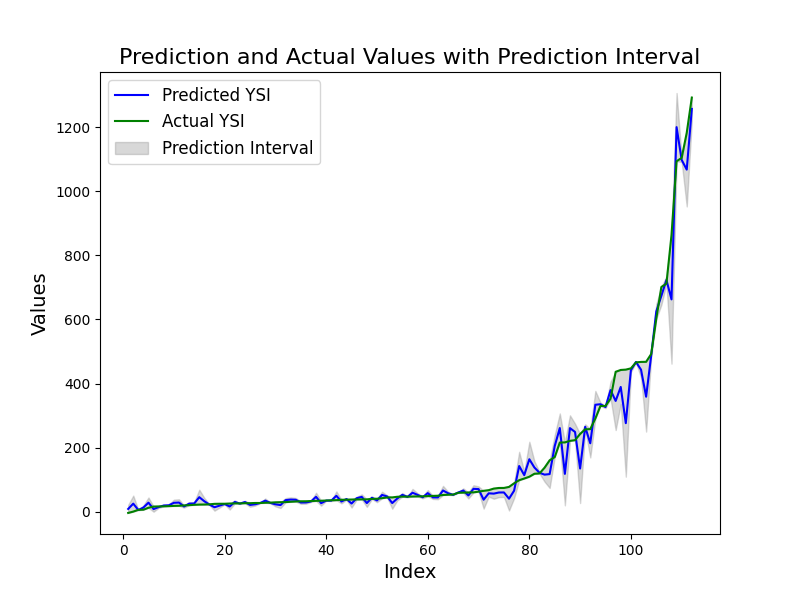 Prediction and Actual Values with Prediction Interval
Predicted YSI
Actual YSI
Prediction Interval
Values
1200
1000
800
600
400
200
0
0 20 40 60 80 100
Index